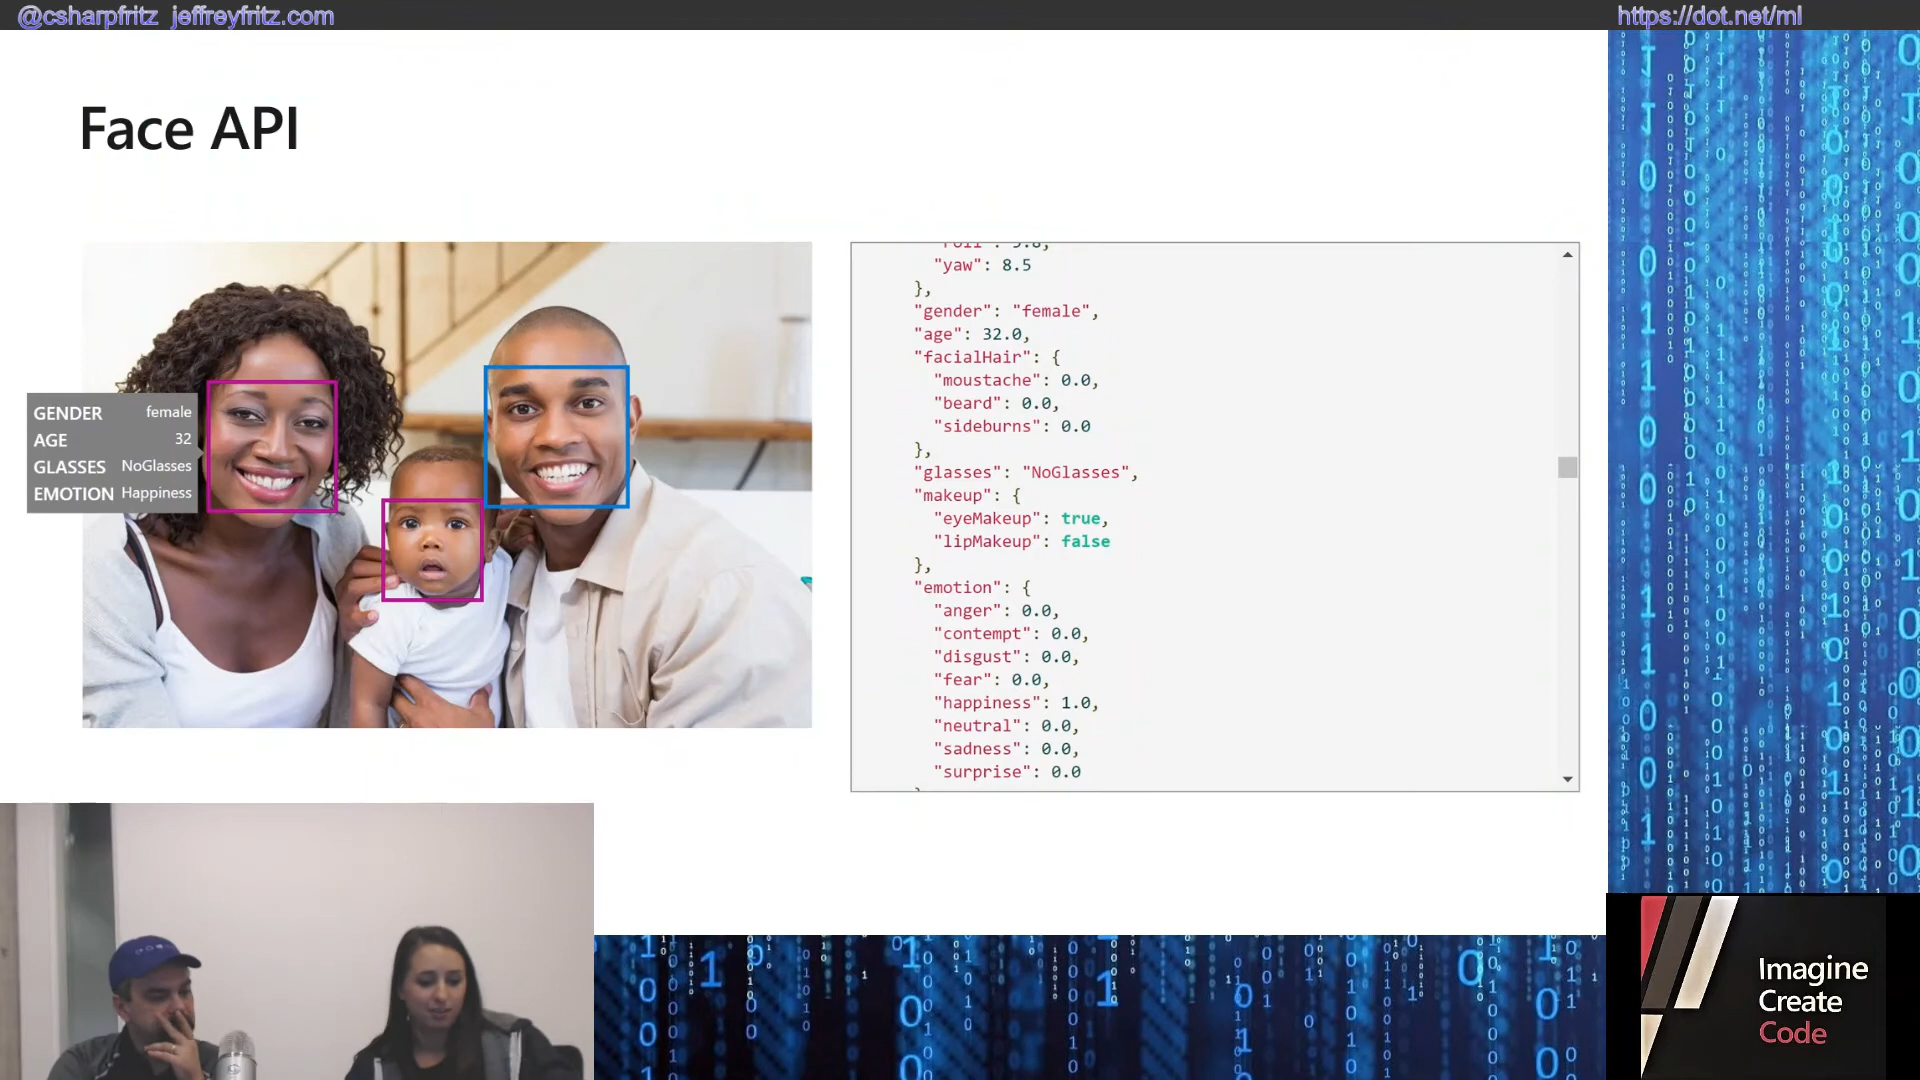 @csharpfritz jeffreyfritz.com
https://dot.net/ml
Face API
GENDER female
AGE 32
GLASSES NoGlasses
EMOTION Happiness
"yaw": 8.5
},
"gender": "female",
"age": 32.0,
"facialHair": {
"moustache": 0.0,
"beard": 0.0,
"sideburns": 0.0
},
"glasses": "NoGlasses",
"makeup": {
"eyeMakeup": true,
"lipMakeup": false
},
"emotion": {
"anger": 0.0,
"contempt": 0.0,
"disgust": 0.0,
"fear": 0.0,
"happiness": 1.0,
"neutral": 0.0,
"sadness": 0.0,
"surprise": 0.0
Imagine
Create
Code